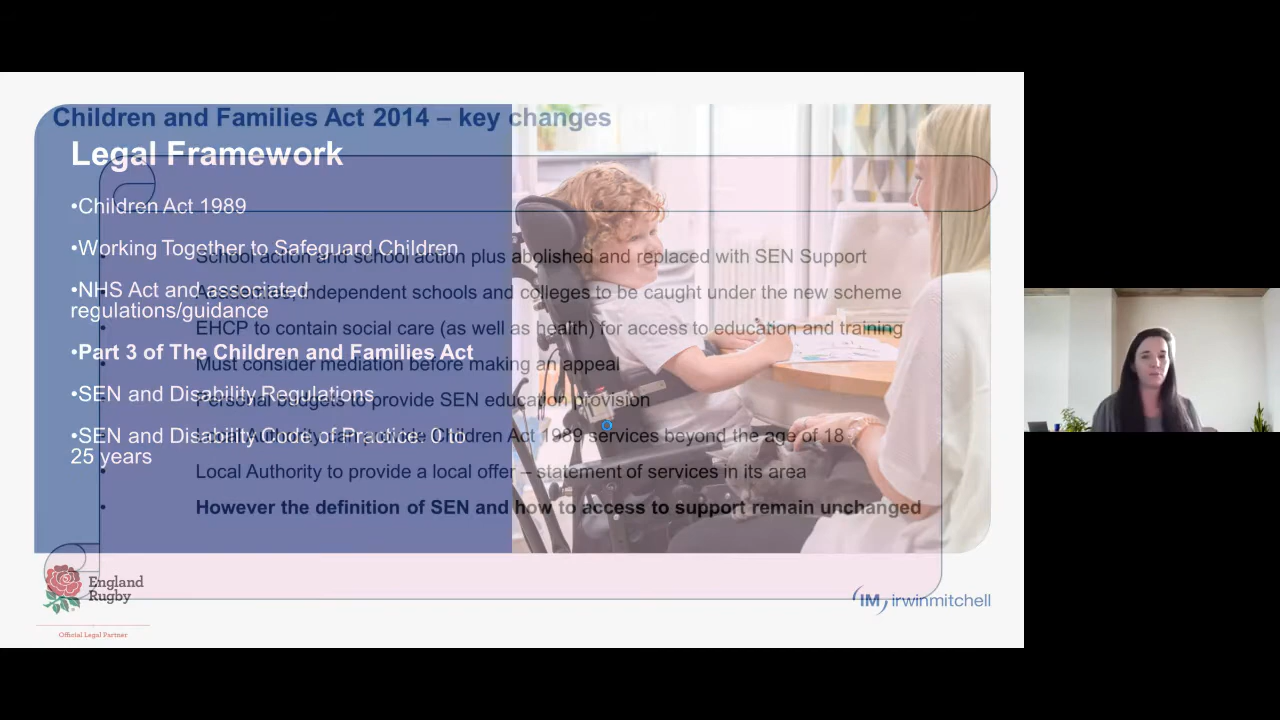 Children and Families Act 2014 – key changes
Legal Framework
•Children Act 1989
•Working Together to Safeguard Children
•NHS Act and associated
regulations/guidance
•Part 3 of The Children and Families Act
•SEN and Disability Regulations
•SEN and Disability Code of Practice: 0 to
25 years
• School action and school action plus abolished and replaced with SEN Support
• independent schools and colleges to be caught under the new scheme
• EHCP to contain social care (as well as health) for access to education and training
• Must consider mediation before making an appeal
• Personal budgets to provide SEN education provision
• Local Authority Children Act 1989 services beyond the age of 18
• Local Authority to provide a local offer – statement of services in its area
• However the definition of SEN and how to access to support remain unchanged
England
Rugby
Official Legal Partner
IM irwinmitchell